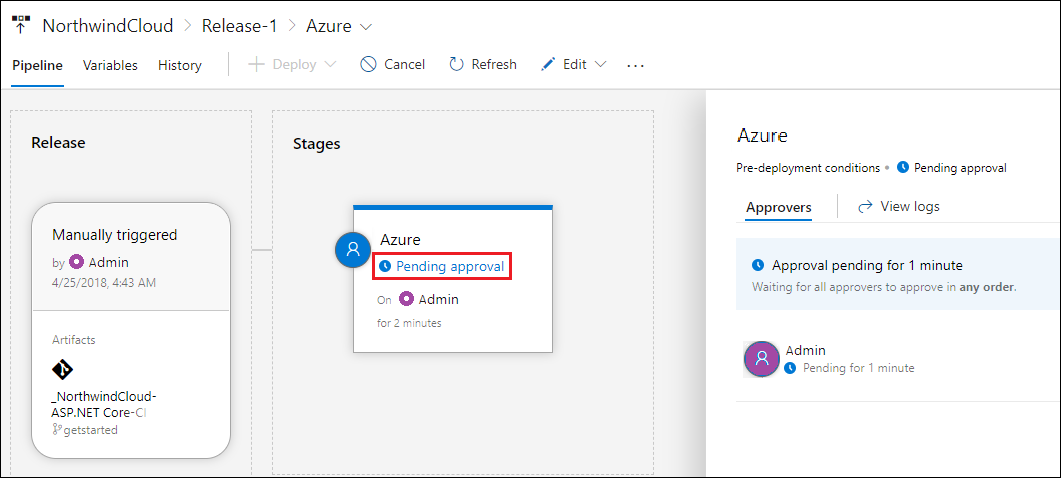 NorthwindCloud > Release-1 > Azure
Pipeline Variables History + Deploy Cancel Refresh Edit ...
Release
Manually triggered
by Admin
4/25/2018, 4:43 AM
Artifacts
_NorthwindCloud-
ASP.NET Core-CI
getstarted
Stages
Azure
Pending approval
On Admin
for 2 minutes
Azure
Pre-deployment conditions • Pending approval
Approvers View logs
Approval pending for 1 minute
Waiting for all approvers to approve in any order.
Admin
Pending for 1 minute